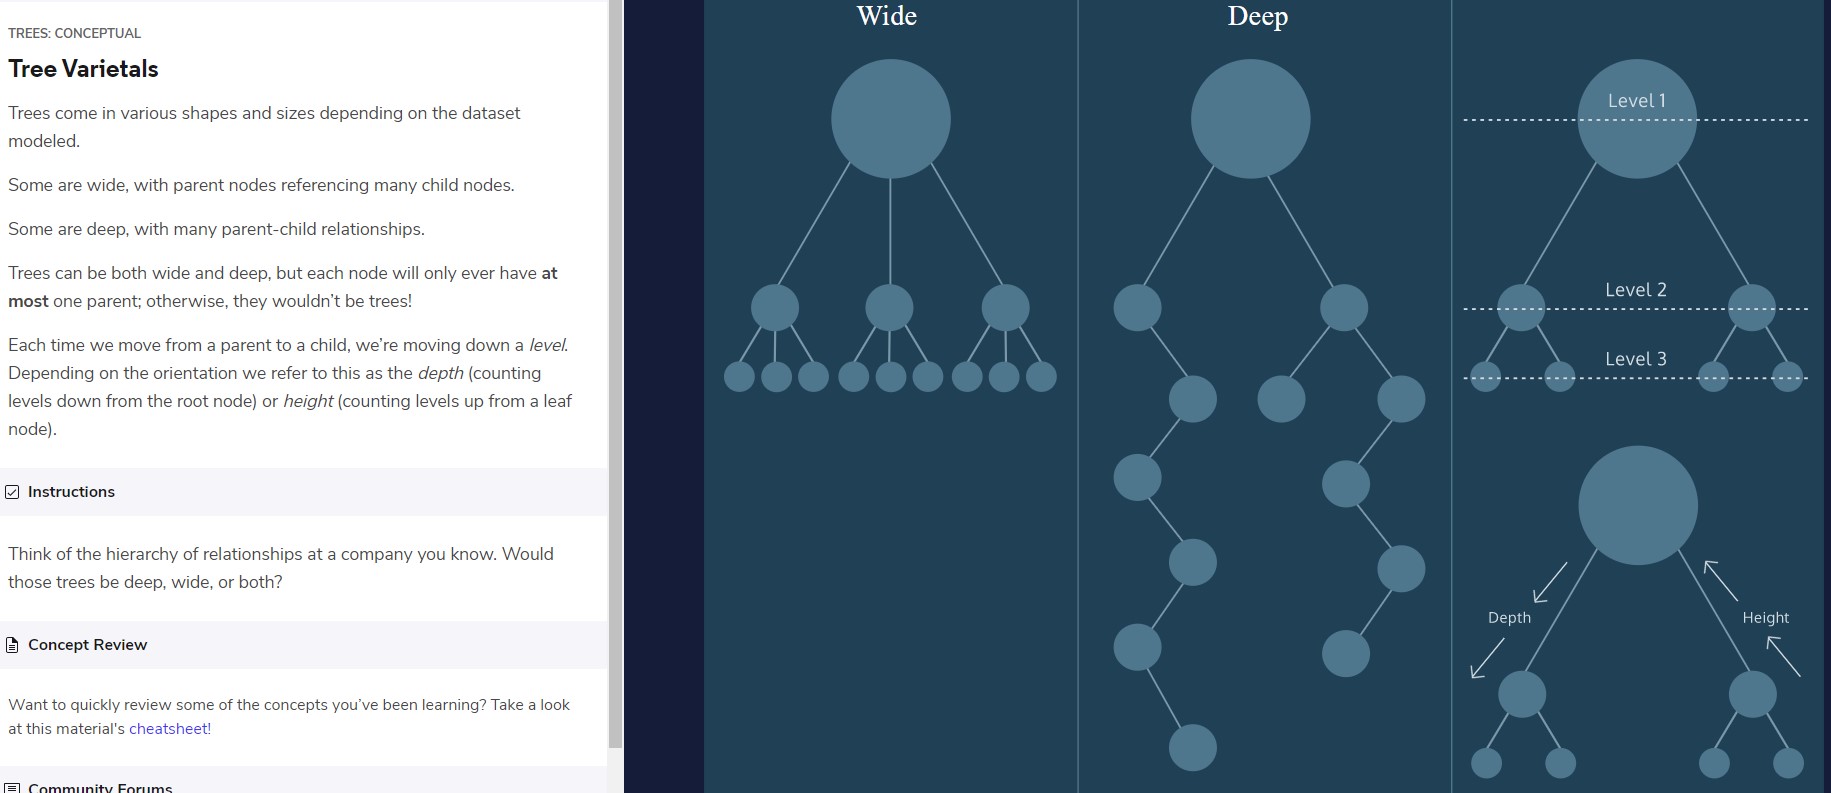 TREES: CONCEPTUAL
Tree Varietals
Trees come in various shapes and sizes depending on the dataset
modeled.
Some are wide, with parent nodes referencing many child nodes.
Some are deep, with many parent-child relationships.
Trees can be both wide and deep, but each node will only ever have at
most one parent; otherwise, they wouldn't be trees!
Each time we move from a parent to a child, we're moving down a level.
Depending on the orientation we refer to this as the depth (counting
levels down from the root node) or height (counting levels up from a leaf
node).
Instructions
Think of the hierarchy of relationships at a company you know. Would
those trees be deep, wide, or both?
Concept Review
Want to quickly review some of the concepts you've been learning? Take a look
at this material's cheatsheet!
Community Forums
Wide
Deep
Level 1
Level 2
Level 3
Depth
Height